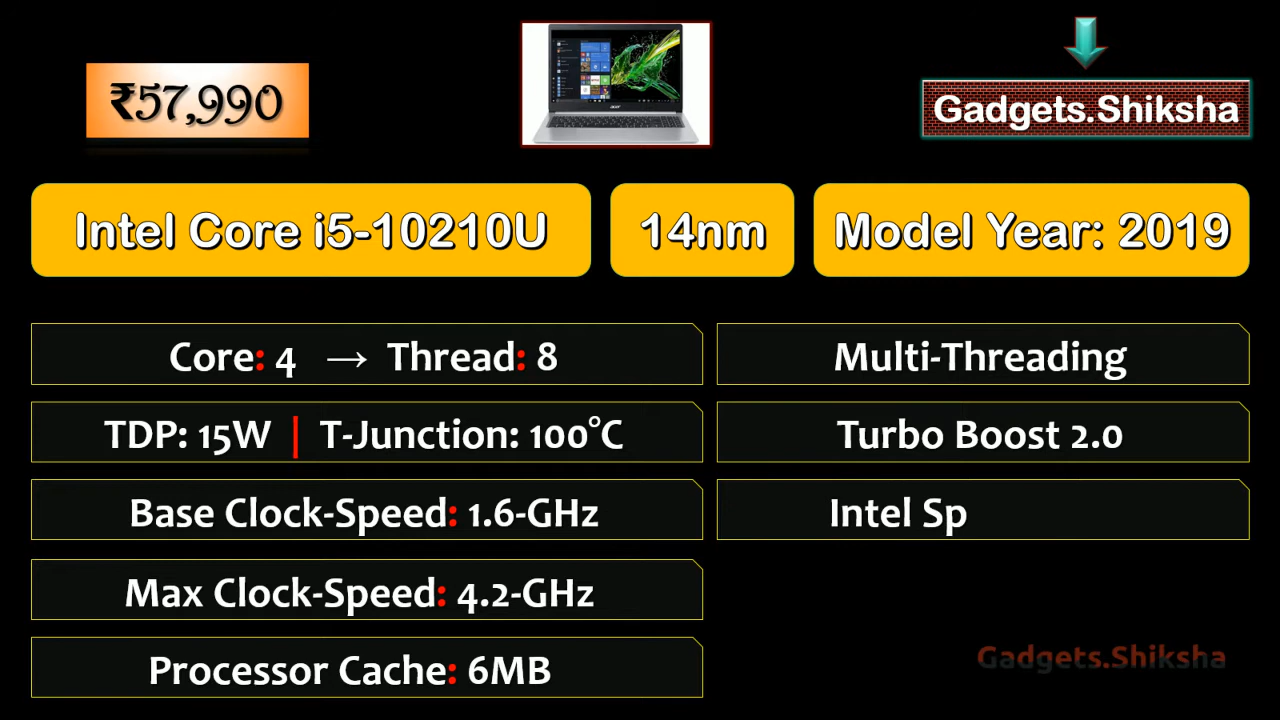 ₹57,990
acer
Gadgets.Shiksha
Intel Core i5-10210U
14nm
Model Year: 2019
Core: 4 → Thread: 8
Multi-Threading
TDP: 15W | T-Junction: 100°C
Turbo Boost 2.0
Base Clock-Speed: 1.6-GHz
Intel Sp
Max Clock-Speed: 4.2-GHz
Processor Cache: 6MB
Gadgets.Shiksha